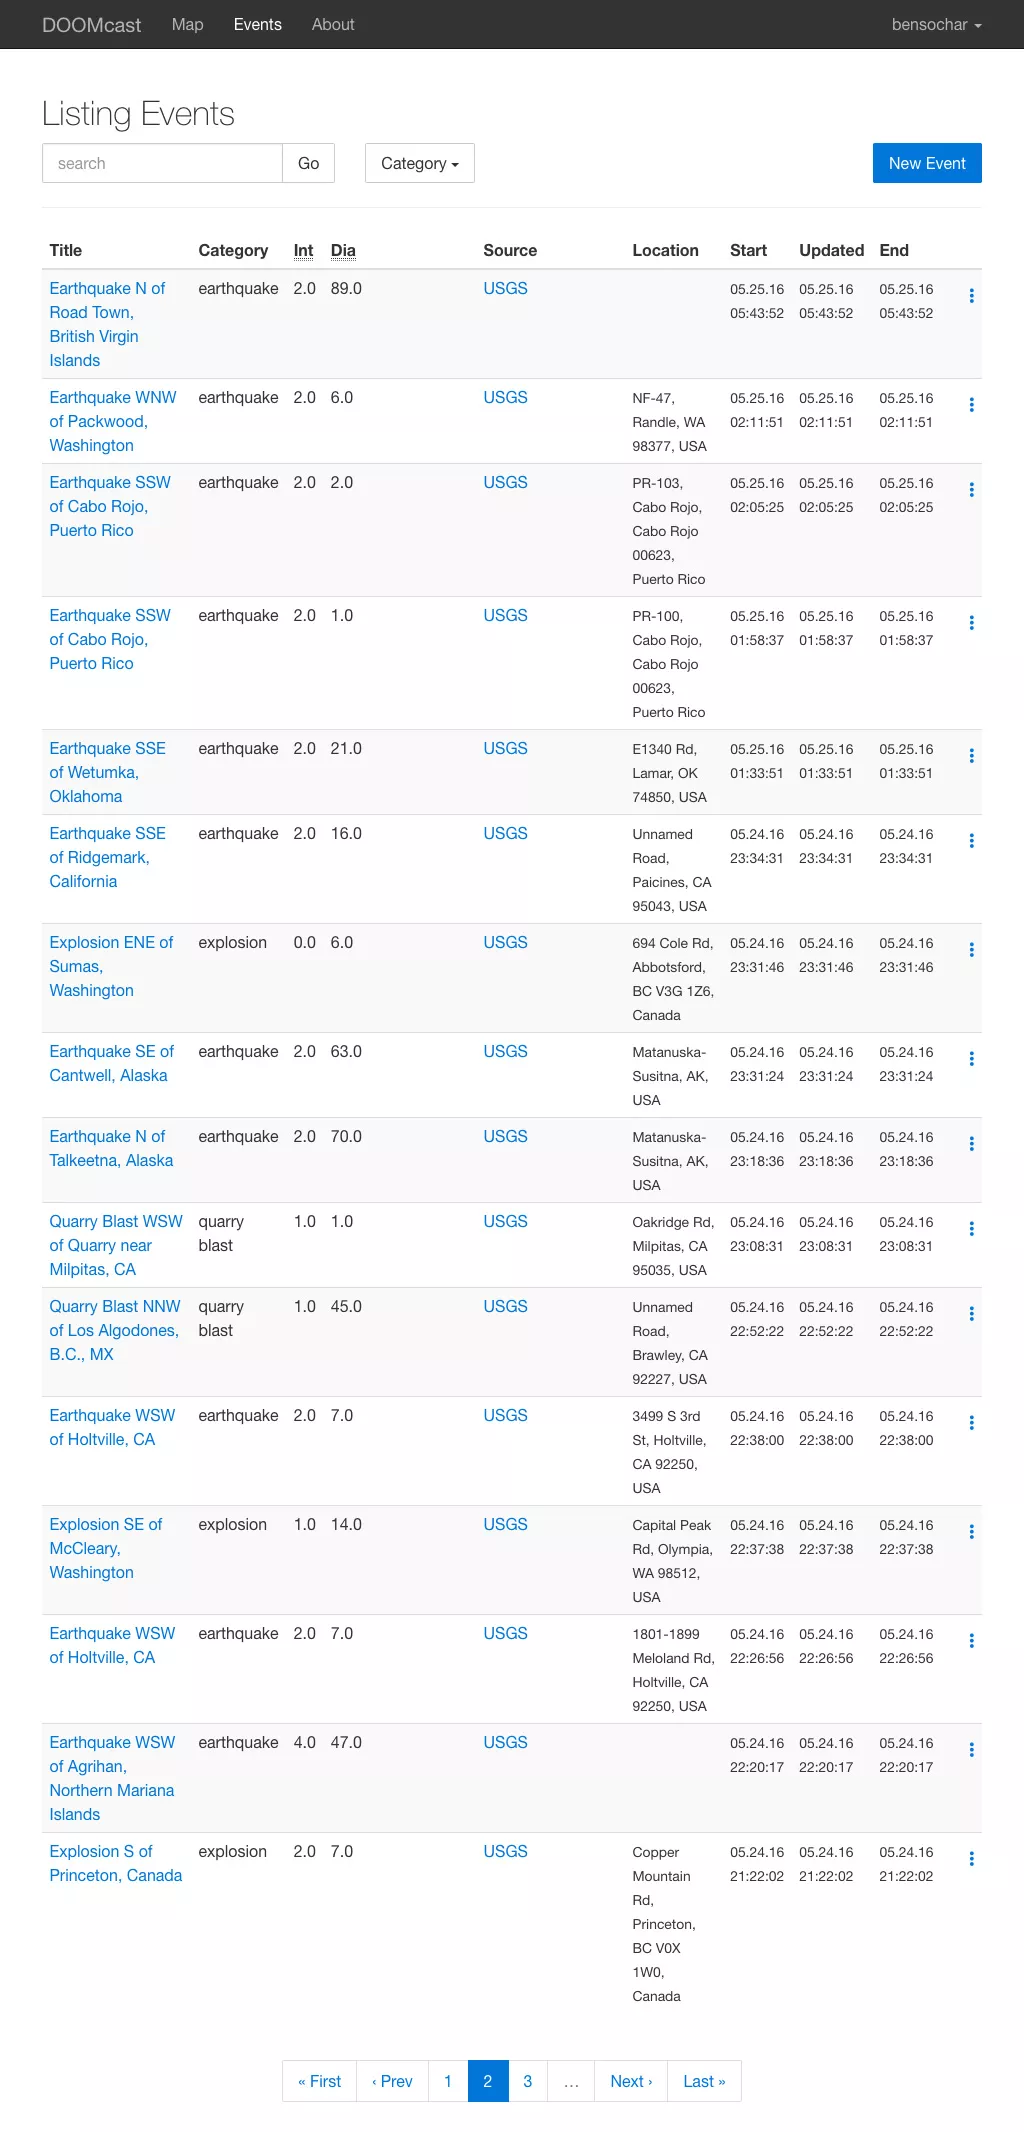 DOOMcast Map Events About bensochar
Listing Events
search Go Category New Event
Title Category Int Dia Source Location Start Updated End
Earthquake N of earthquake 2.0 89.0 USGS 05.25.16 05.25.16 05.25.16
Road Town, 05:43:52 05:43:52 05:43:52
British Virgin
Islands
Earthquake WNW earthquake 2.0 6.0 USGS NF-47, 05.25.16 05.25.16 05.25.16
of Packwood, Randle, WA 02:11:51 02:11:51 02:11:51
Washington 98377, USA
Earthquake SSW earthquake 2.0 2.0 USGS PR-103, 05.25.16 05.25.16 05.25.16
of Cabo Rojo, Cabo Rojo, 02:05:25 02:05:25 02:05:25
Puerto Rico Cabo Rojo
00623,
Puerto Rico
Earthquake SSW earthquake 2.0 1.0 USGS PR-100, 05.25.16 05.25.16 05.25.16
of Cabo Rojo, Cabo Rojo, 01:58:37 01:58:37 01:58:37
Puerto Rico Cabo Rojo
00623,
Puerto Rico
Earthquake SSE earthquake 2.0 21.0 USGS E1340 Rd, 05.25.16 05.25.16 05.25.16
of Wetumka, Lamar, OK 01:33:51 01:33:51 01:33:51
Oklahoma 74850, USA
Earthquake SSE earthquake 2.0 16.0 USGS Unnamed 05.24.16 05.24.16 05.24.16
of Ridgemark, Road, 23:34:31 23:34:31 23:34:31
California Paicines, CA
95043, USA
Explosion ENE of explosion 0.0 6.0 USGS 694 Cole Rd, 05.24.16 05.24.16 05.24.16
Sumas, Abbotsford, 23:31:46 23:31:46 23:31:46
Washington BC V3G 1Z6,
Canada
Earthquake SE of earthquake 2.0 63.0 USGS Matanuska- 05.24.16 05.24.16 05.24.16
Cantwell, Alaska Susitna, AK, 23:31:24 23:31:24 23:31:24
USA
Earthquake N of earthquake 2.0 70.0 USGS Matanuska- 05.24.16 05.24.16 05.24.16
Talkeetna, Alaska Susitna, AK, 23:18:36 23:18:36 23:18:36
USA
Quarry Blast WSW quarry 1.0 1.0 USGS Oakridge Rd, 05.24.16 05.24.16 05.24.16
of Quarry near blast Milpitas, CA 23:08:31 23:08:31 23:08:31
Milpitas, CA 95035, USA
Quarry Blast NNW quarry 1.0 45.0 USGS Unnamed 05.24.16 05.24.16 05.24.16
of Los Algodones, blast Road, 22:52:22 22:52:22 22:52:22
B.C., MX Brawley, CA
92227, USA
Earthquake WSW earthquake 2.0 7.0 USGS 3499 S 3rd 05.24.16 05.24.16 05.24.16
of Holtville, CA St, Holtville, 22:38:00 22:38:00 22:38:00
CA 92250,
USA
Explosion SE of explosion 1.0 14.0 USGS Capital Peak 05.24.16 05.24.16 05.24.16
McCleary, Rd, Olympia, 22:37:38 22:37:38 22:37:38
Washington WA 98512,
USA
Earthquake WSW earthquake 2.0 7.0 USGS 1801-1899 05.24.16 05.24.16 05.24.16
of Holtville, CA Meloland Rd, 22:26:56 22:26:56 22:26:56
Holtville, CA
92250, USA
Earthquake WSW earthquake 4.0 47.0 USGS 05.24.16 05.24.16 05.24.16
of Agrihan, 22:20:17 22:20:17 22:20:17
Northern Mariana
Islands
Explosion S of explosion 2.0 7.0 USGS Copper 05.24.16 05.24.16 05.24.16
Princeton, Canada Mountain 21:22:02 21:22:02 21:22:02
Rd,
Princeton,
BC V0X
1W0,
Canada
« First ‹ Prev 1 2 3 … Next › Last »